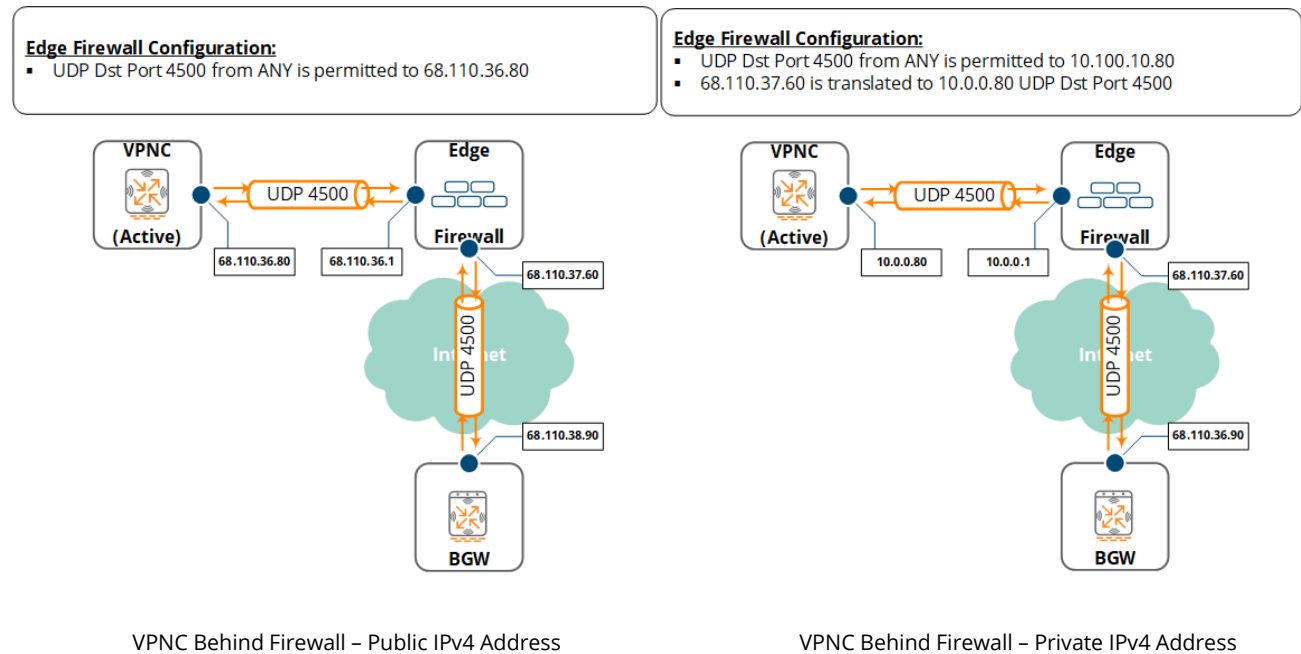 Edge Firewall Configuration:
▪ UDP Dst Port 4500 from ANY is permitted to 68.110.36.80
Edge Firewall Configuration:
▪ UDP Dst Port 4500 from ANY is permitted to 10.100.10.80
▪ 68.110.37.60 is translated to 10.0.0.80 UDP Dst Port 4500
VPNC
(Active)
UDP 4500
Edge
Firewall
68.110.36.80
68.110.36.1
68.110.37.60
UDP 4500
68.110.38.90
BGW
VPNC
(Active)
UDP 4500
Edge
Firewall
10.0.0.80
10.0.0.1
68.110.37.60
UDP 4500
68.110.36.90
BGW
VPNC Behind Firewall – Public IPv4 Address
VPNC Behind Firewall – Private IPv4 Address